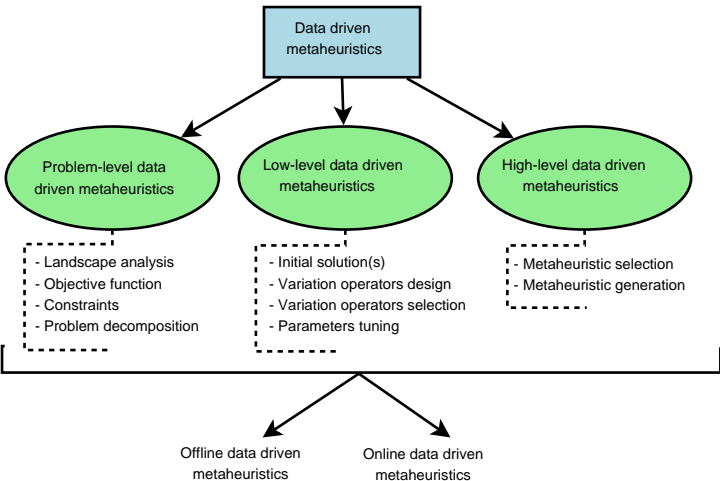 Data driven
metaheuristics
Problem-level data
driven metaheuristics
Low-level data driven
metaheuristics
High-level data driven
metaheuristics
- Landscape analysis
- Objective function
- Constraints
- Problem decomposition
- Initial solution(s)
- Variation operators design
- Variation operators selection
- Parameters tuning
- Metaheuristic selection
- Metaheuristic generation
Offline data driven
metaheuristics
Online data driven
metaheuristics